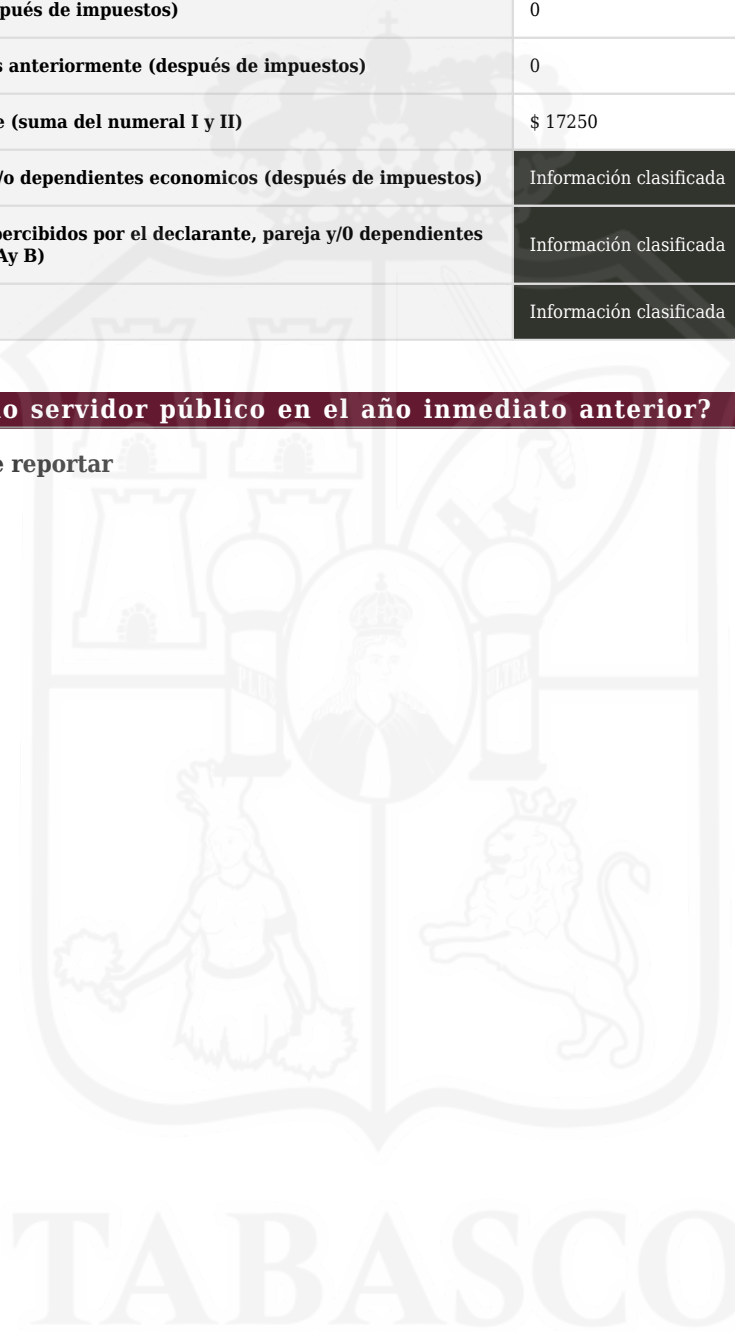 pués de impuestos) 0
s anteriormente (después de impuestos) 0
e (suma del numeral I y II) $ 17250
/o dependientes economicos (después de impuestos) Información clasificada
percibidos por el declarante, pareja y/0 dependientes
Ay B) Información clasificada
Información clasificada
o servidor público en el año inmediato anterior?
e reportar
PLUS ULTRA
TABASCO